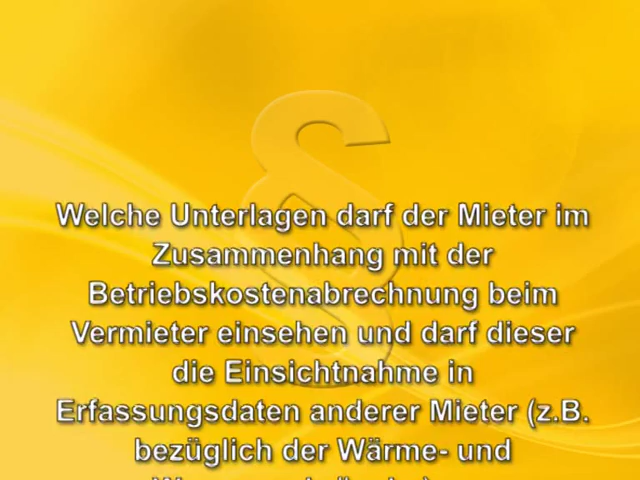 §
Welche Unterlagen darf der Mieter im
Zusammenhang mit der
Betriebskostenabrechnung beim
Vermieter einsehen und darf dieser
die Einsichtnahme in
Erfassungsdaten anderer Mieter (z.B.
bezüglich der Wärme- und